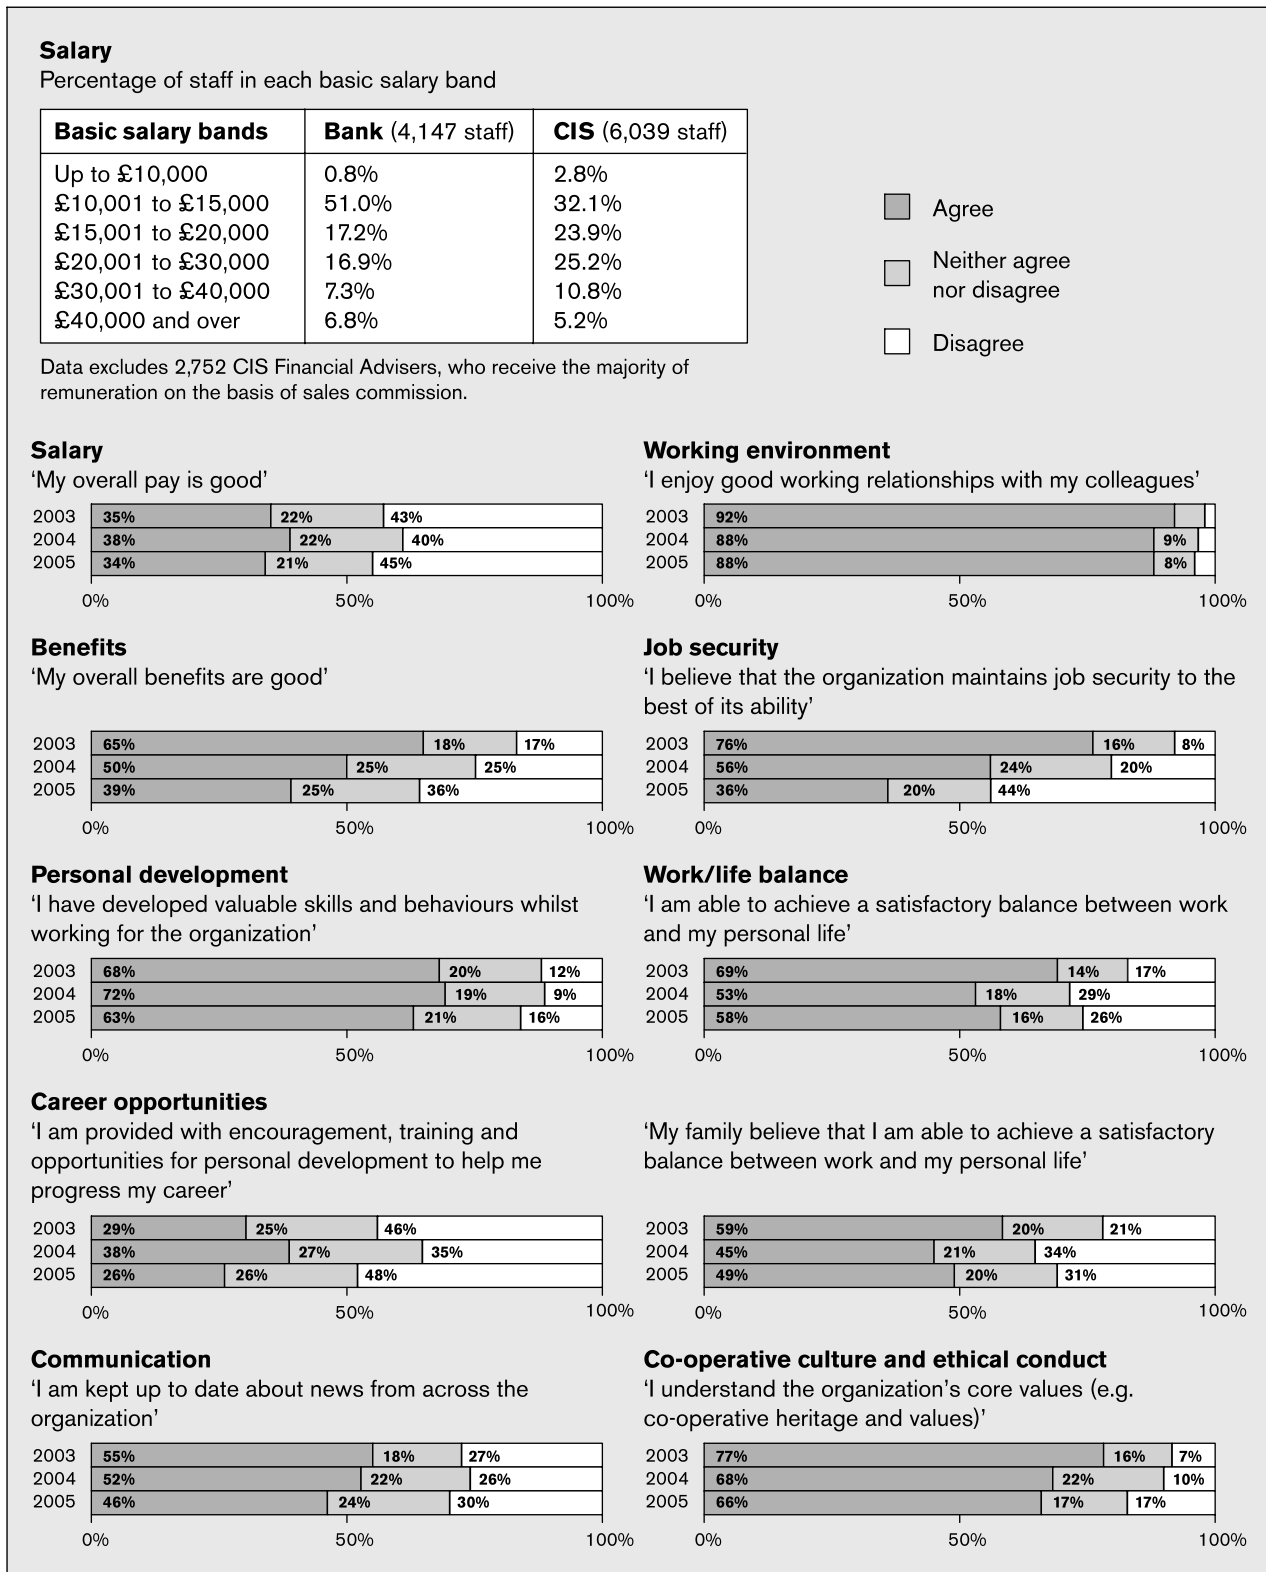 Salary
Percentage of staff in each basic salary band
Basic salary bands Bank (4,147 staff) CIS (6,039 staff)
Up to £10,000 0.8% 2.8%
£10,001 to £15,000 51.0% 32.1%
£15,001 to £20,000 17.2% 23.9%
£20,001 to £30,000 16.9% 25.2%
£30,001 to £40,000 7.3% 10.8%
£40,000 and over 6.8% 5.2%
Data excludes 2,752 CIS Financial Advisers, who receive the majority of
remuneration on the basis of sales commission.
Agree
Neither agree
nor disagree
Disagree
Salary
‘My overall pay is good’
2003 35% 22% 43%
2004 38% 22% 40%
2005 34% 21% 45%
0% 50% 100%
Working environment
‘I enjoy good working relationships with my colleagues’
2003 92%
2004 88% 9%
2005 88% 8%
0% 50% 100%
Benefits
‘My overall benefits are good’
2003 65% 18% 17%
2004 50% 25% 25%
2005 39% 25% 36%
0% 50% 100%
Job security
‘I believe that the organization maintains job security to the
best of its ability’
2003 76% 16% 8%
2004 56% 24% 20%
2005 36% 20% 44%
0% 50% 100%
Personal development
‘I have developed valuable skills and behaviours whilst
working for the organization’
2003 68% 20% 12%
2004 72% 19% 9%
2005 63% 21% 16%
0% 50% 100%
Work/life balance
‘I am able to achieve a satisfactory balance between work
and my personal life’
2003 69% 14% 17%
2004 53% 18% 29%
2005 58% 16% 26%
0% 50% 100%
Career opportunities
‘I am provided with encouragement, training and
opportunities for personal development to help me
progress my career’
2003 29% 25% 46%
2004 38% 27% 35%
2005 26% 26% 48%
0% 50% 100%
‘My family believe that I am able to achieve a satisfactory
balance between work and my personal life’
2003 59% 20% 21%
2004 45% 21% 34%
2005 49% 20% 31%
0% 50% 100%
Communication
‘I am kept up to date about news from across the
organization’
2003 55% 18% 27%
2004 52% 22% 26%
2005 46% 24% 30%
0% 50% 100%
Co-operative culture and ethical conduct
‘I understand the organization’s core values (e.g.
co-operative heritage and values)’
2003 77% 16% 7%
2004 68% 22% 10%
2005 66% 17% 17%
0% 50% 100%